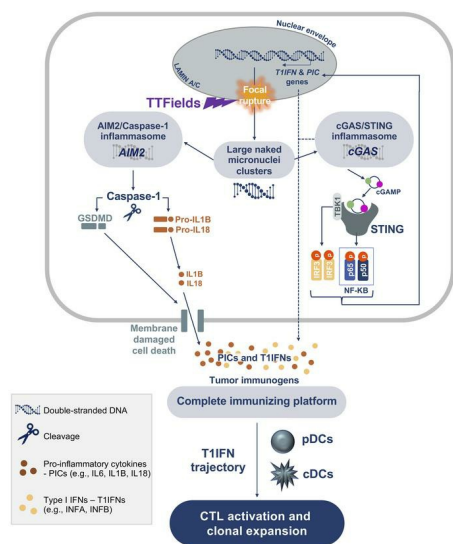 Nuclear envelope
LAMIN A/C
T1IFN & PIC
genes
Focal
rupture
TTFields
AIM2/Caspase-1
inflammasome
AIM2
Large naked
micronuclei
clusters
cGAS/STING
inflammasome
cGAS
cGAMP
TBK1
STING
Caspase-1
GSDMD
Pro-IL1B
Pro-IL18
IL1B
IL18
P
P
P
P
IRF3
IRF3
p65
p50
NF-KB
Membrane
damaged
cell death
PICs and T1IFNs
Tumor immunogens
Complete immunizing platform
T1IFN
trajectory
pDCs
cDCs
CTL activation and
clonal expansion
Double-stranded DNA
Cleavage
Pro-inflammatory cytokines
- PICs (e.g., IL6, IL1B, IL18)
Type I IFNs – T1IFNs
(e.g., INFA, INFB)